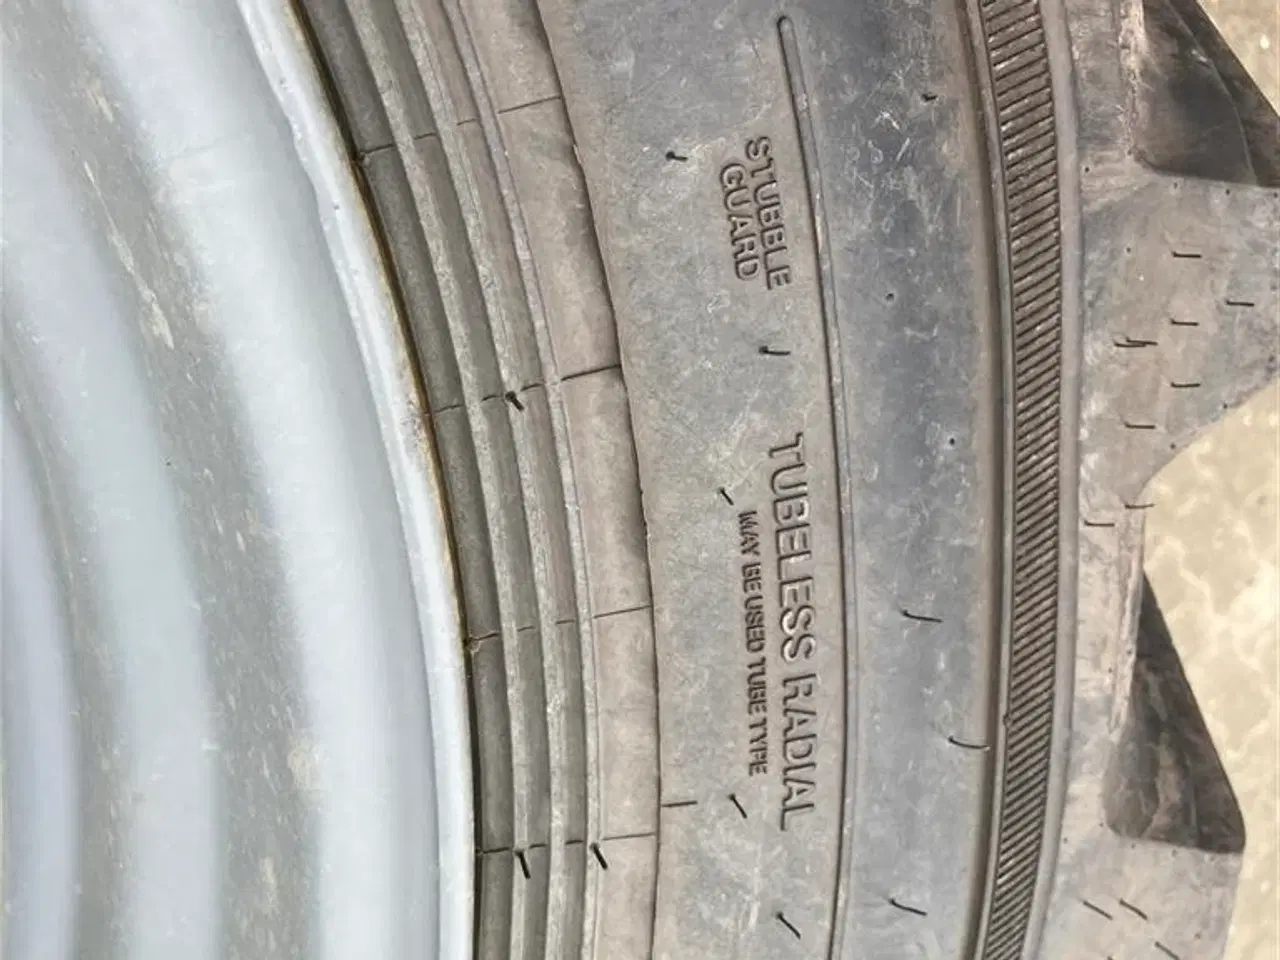 STUBBLE
GUARD
TUBELESS RADIAL
MAY BE USED TUBE TYPE